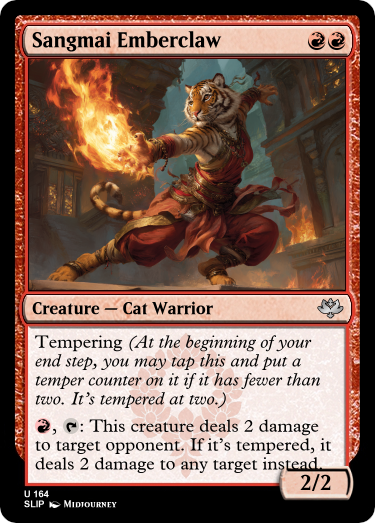 Sangmai Emberclaw
Creature — Cat Warrior
Tempering (At the beginning of your
end step, you may tap this and put a
temper counter on it if it has fewer than
two. It's tempered at two.)
, : This creature deals 2 damage
to target opponent. If it's tempered, it
deals 2 damage to any target instead.
2/2
U 164
SLIP Midjourney